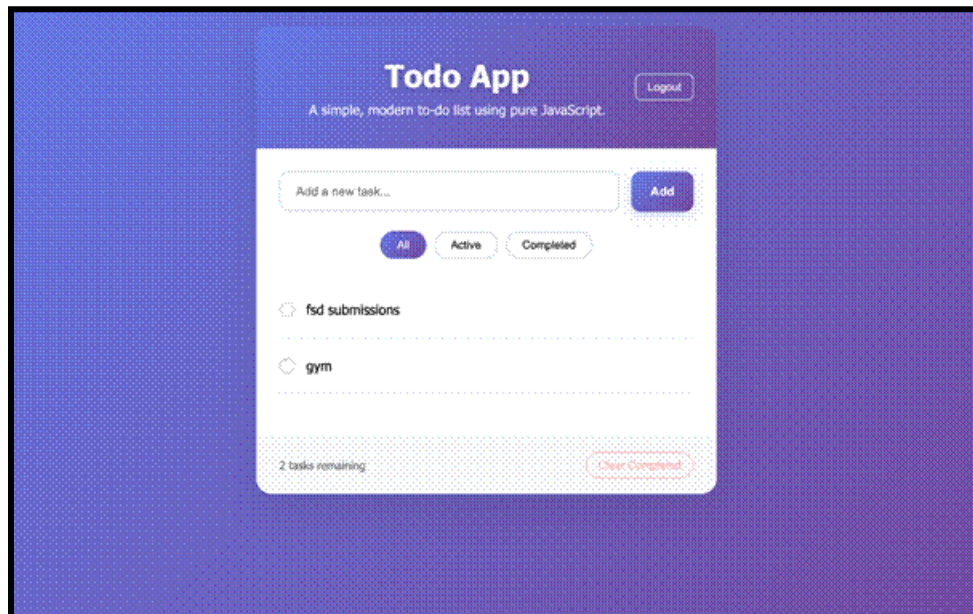 Todo App
Logout
A simple, modern to-do list using pure JavaScript.
Add a new task...
Add
All
Active
Completed
fsd submissions
gym
2 tasks remaining
Clear Completed